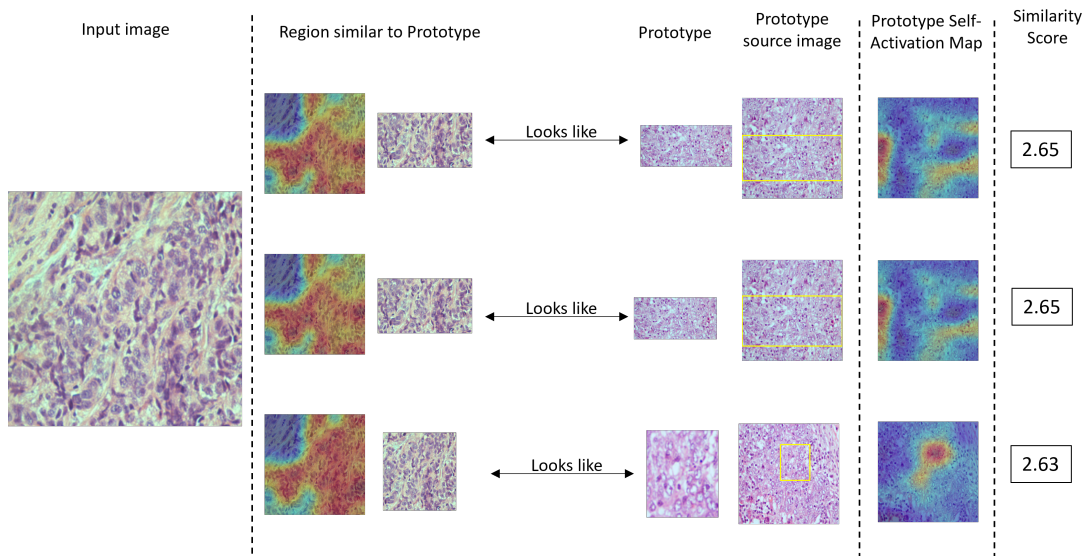 Input image
Region similar to Prototype
Prototype
Prototype
source image
Prototype Self-
Activation Map
Similarity
Score
Looks like
2.65
Looks like
2.65
Looks like
2.63